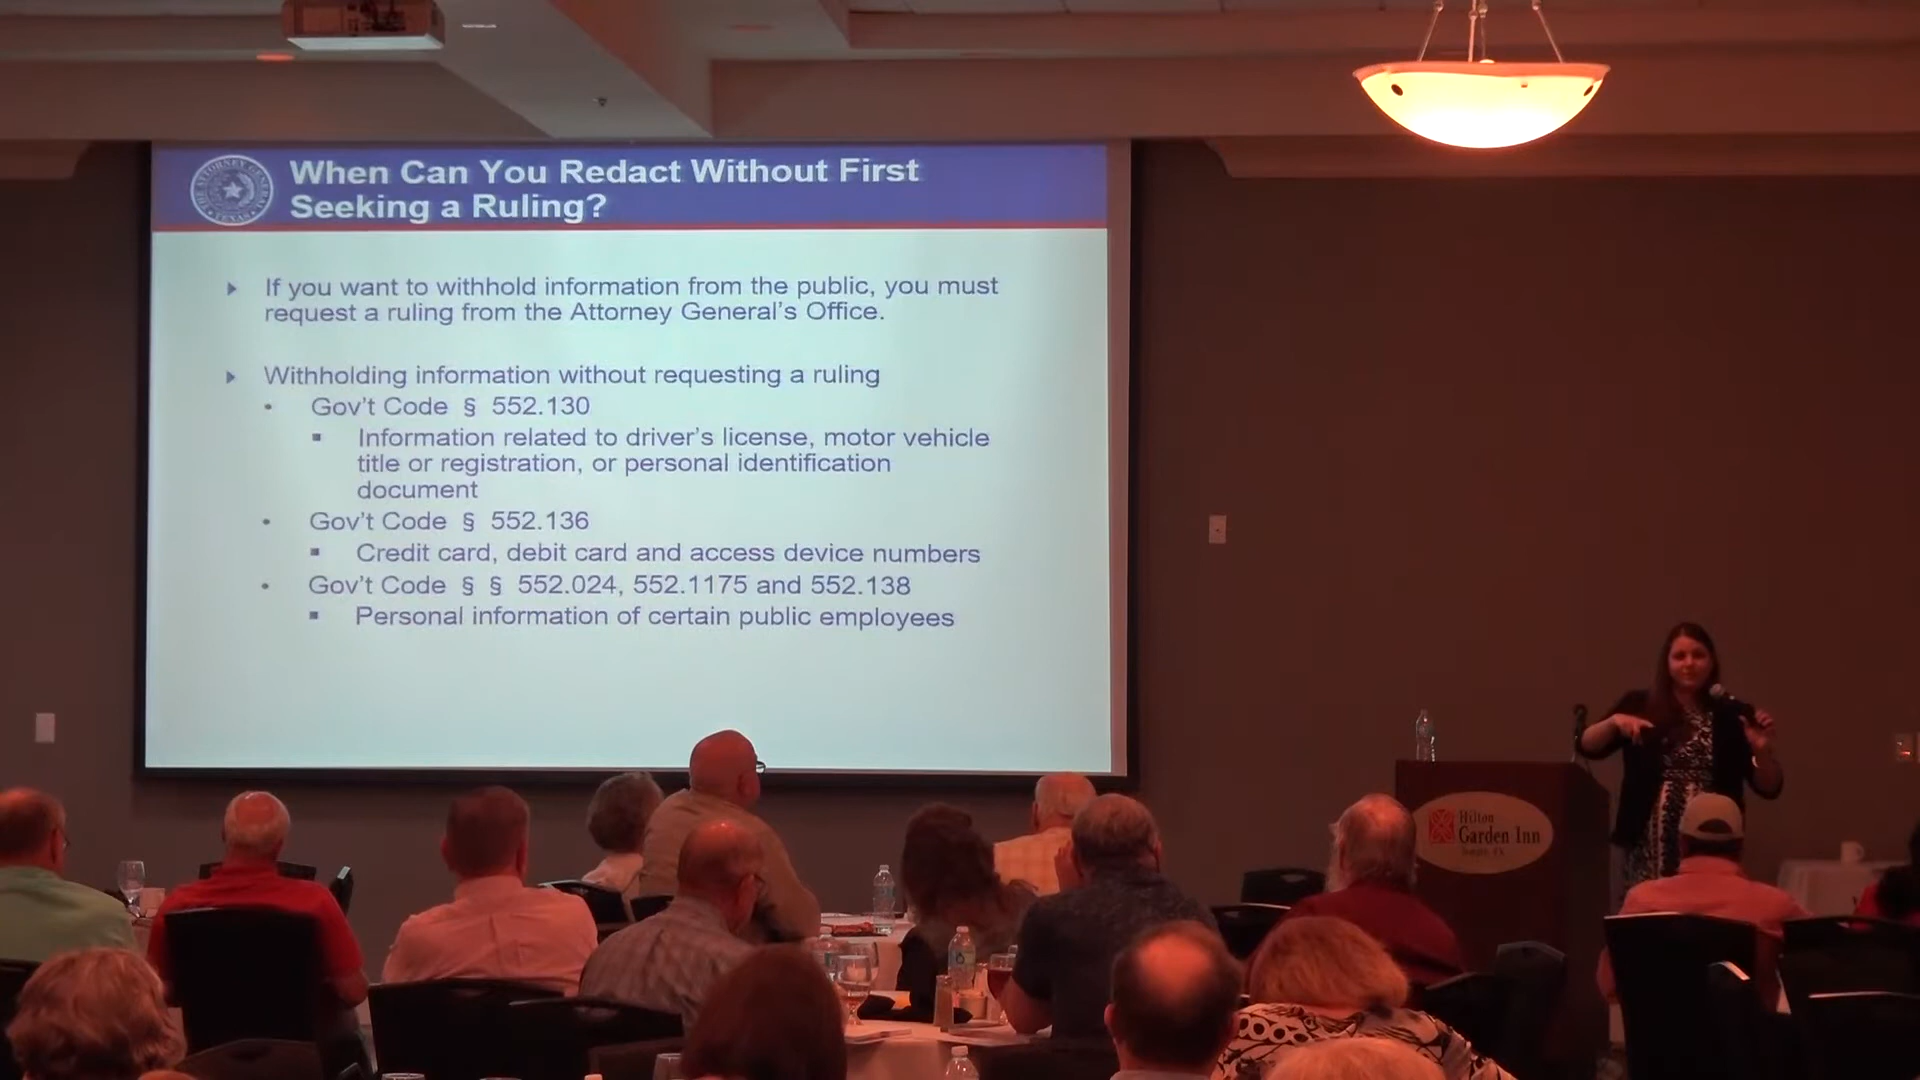 When Can You Redact Without First
Seeking a Ruling?
ATTORNEY GENERAL
TEXAS
If you want to withhold information from the public, you must
request a ruling from the Attorney General's Office.
Withholding information without requesting a ruling
Gov't Code § 552.130
Information related to driver's license, motor vehicle
title or registration, or personal identification
document
Gov't Code § 552.136
Credit card, debit card and access device numbers
Gov't Code § § 552.024, 552.1175 and 552.138
Personal information of certain public employees
Hilton
Garden Inn